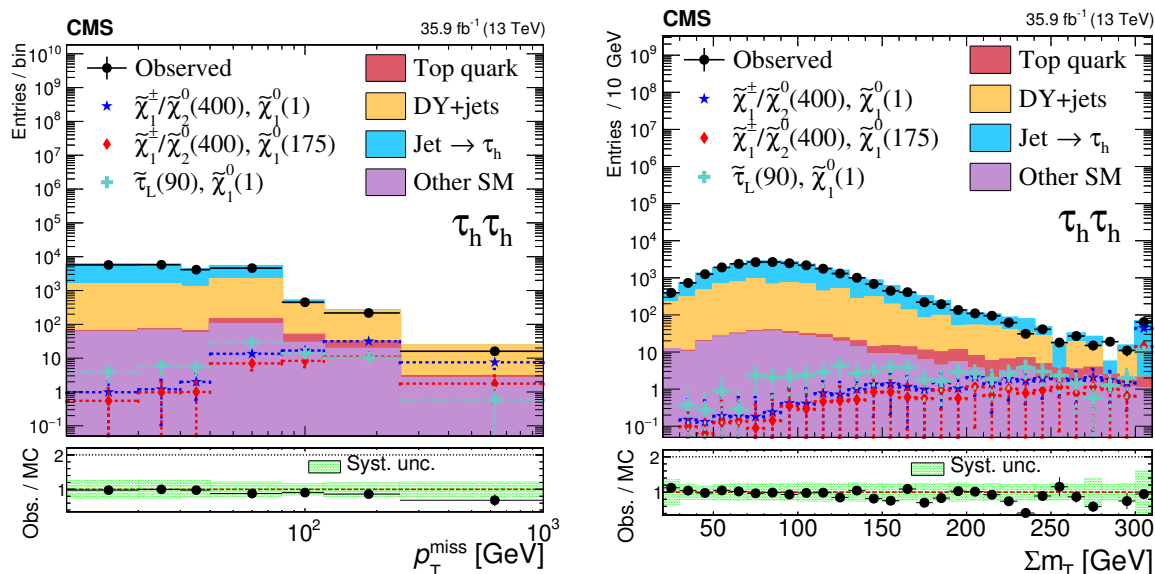 CMS
35.9 fb⁻¹ (13 TeV)
Entries / bin
10¹⁰
10⁹
10⁸
10⁷
10⁶
10⁵
10⁴
10³
10²
10
1
10⁻¹
Observed
χ̃₁±/χ̃₂⁰(400), χ̃₁⁰(1)
χ̃₁±/χ̃₂⁰(400), χ̃₁⁰(175)
τ̃L(90), χ̃₁⁰(1)
Top quark
DY+jets
Jet → τh
Other SM
τhτh
Obs. / MC
2
1
Syst. unc.
10²
10³
pTmiss [GeV]
CMS
35.9 fb⁻¹ (13 TeV)
Entries / 10 GeV
10⁹
10⁸
10⁷
10⁶
10⁵
10⁴
10³
10²
10
1
10⁻¹
Observed
χ̃₁±/χ̃₂⁰(400), χ̃₁⁰(1)
χ̃₁±/χ̃₂⁰(400), χ̃₁⁰(175)
τ̃L(90), χ̃₁⁰(1)
Top quark
DY+jets
Jet → τh
Other SM
τhτh
Obs. / MC
2
1
Syst. unc.
50 100 150 200 250 300
ΣmT [GeV]